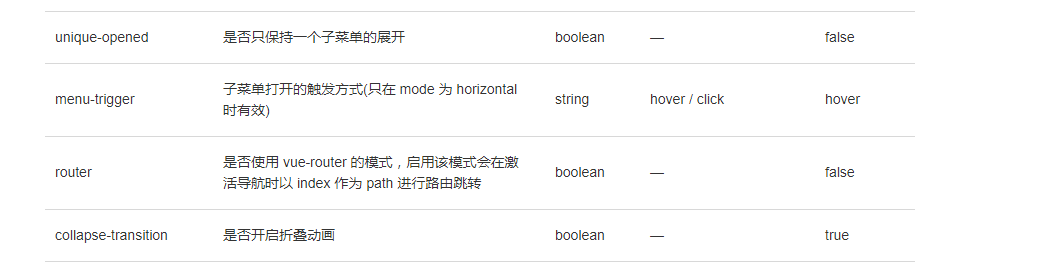 unique-opened 是否只保持一个子菜单的展开 boolean — false
menu-trigger 子菜单打开的触发方式(只在 mode 为 horizontal string hover / click hover
时有效)
router 是否使用 vue-router 的模式，启用该模式会在激 boolean — false
活导航时以 index 作为 path 进行路由跳转
collapse-transition 是否开启折叠动画 boolean — true